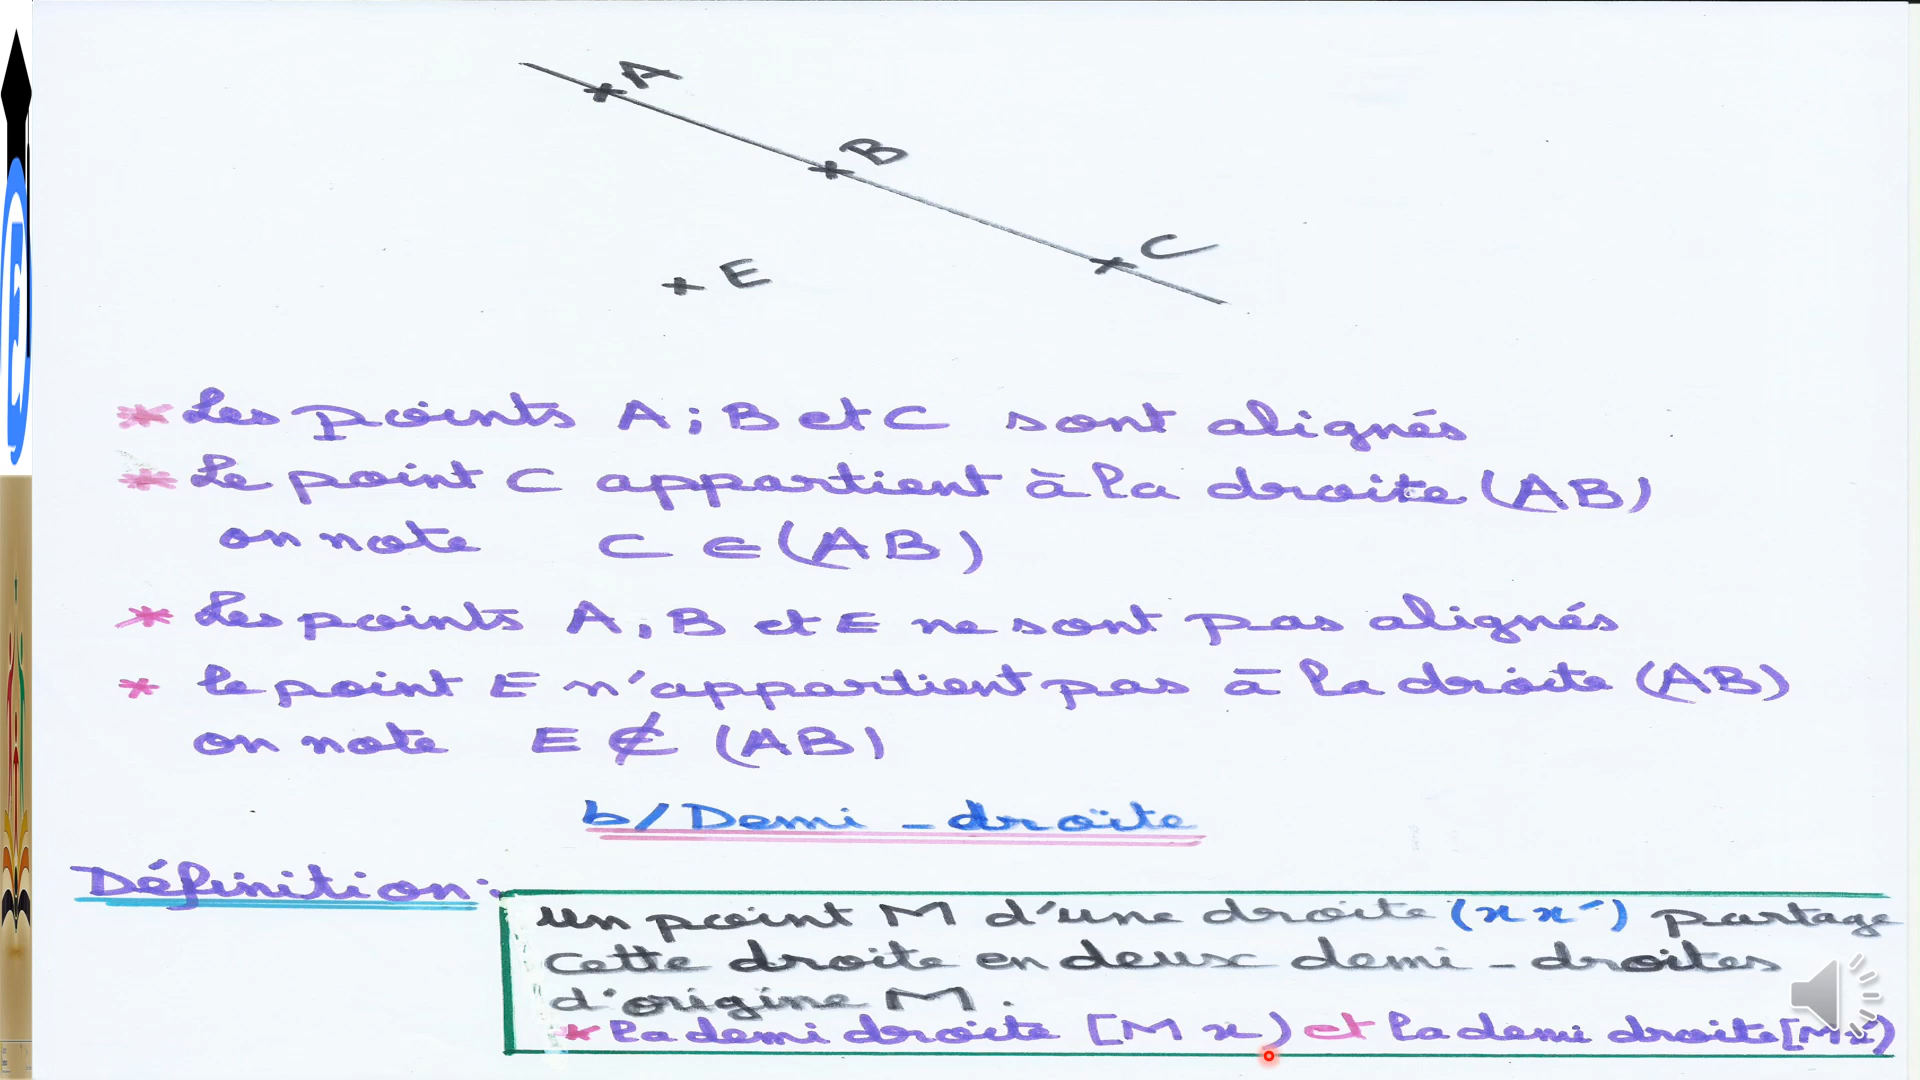 A
B
C
E
* Les points A ; B et C sont alignés
* Le point C appartient à la droite (AB)
on note C ∈ (AB)
* Les points A, B et E ne sont pas alignés
* le point E n'appartient pas à la droite (AB)
on note E ∉ (AB)
b/ Demi-droite
Définition :
un point M d'une droite (xx') partage
cette droite en deux demi-droites
d'origine M.
* la demi droite [Mx) et la demi droite [Mx')